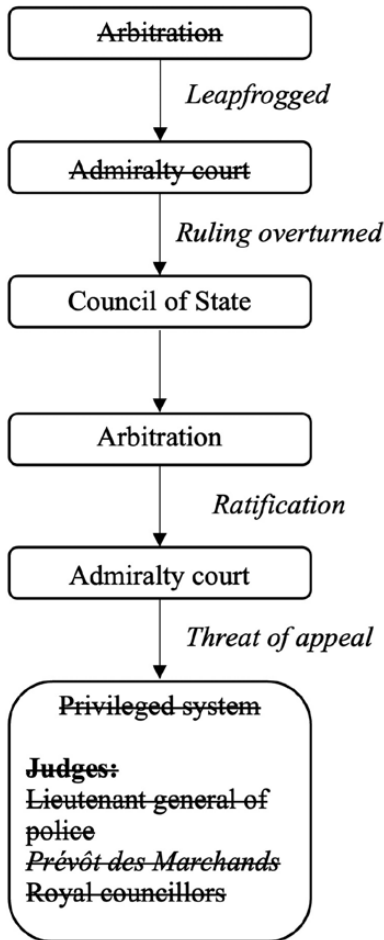 Arbitration
Leapfrogged
Admiralty court
Ruling overturned
Council of State
Arbitration
Ratification
Admiralty court
Threat of appeal
Privileged system
Judges:
Lieutenant general of
police
Prévôt des Marchands
Royal councillors